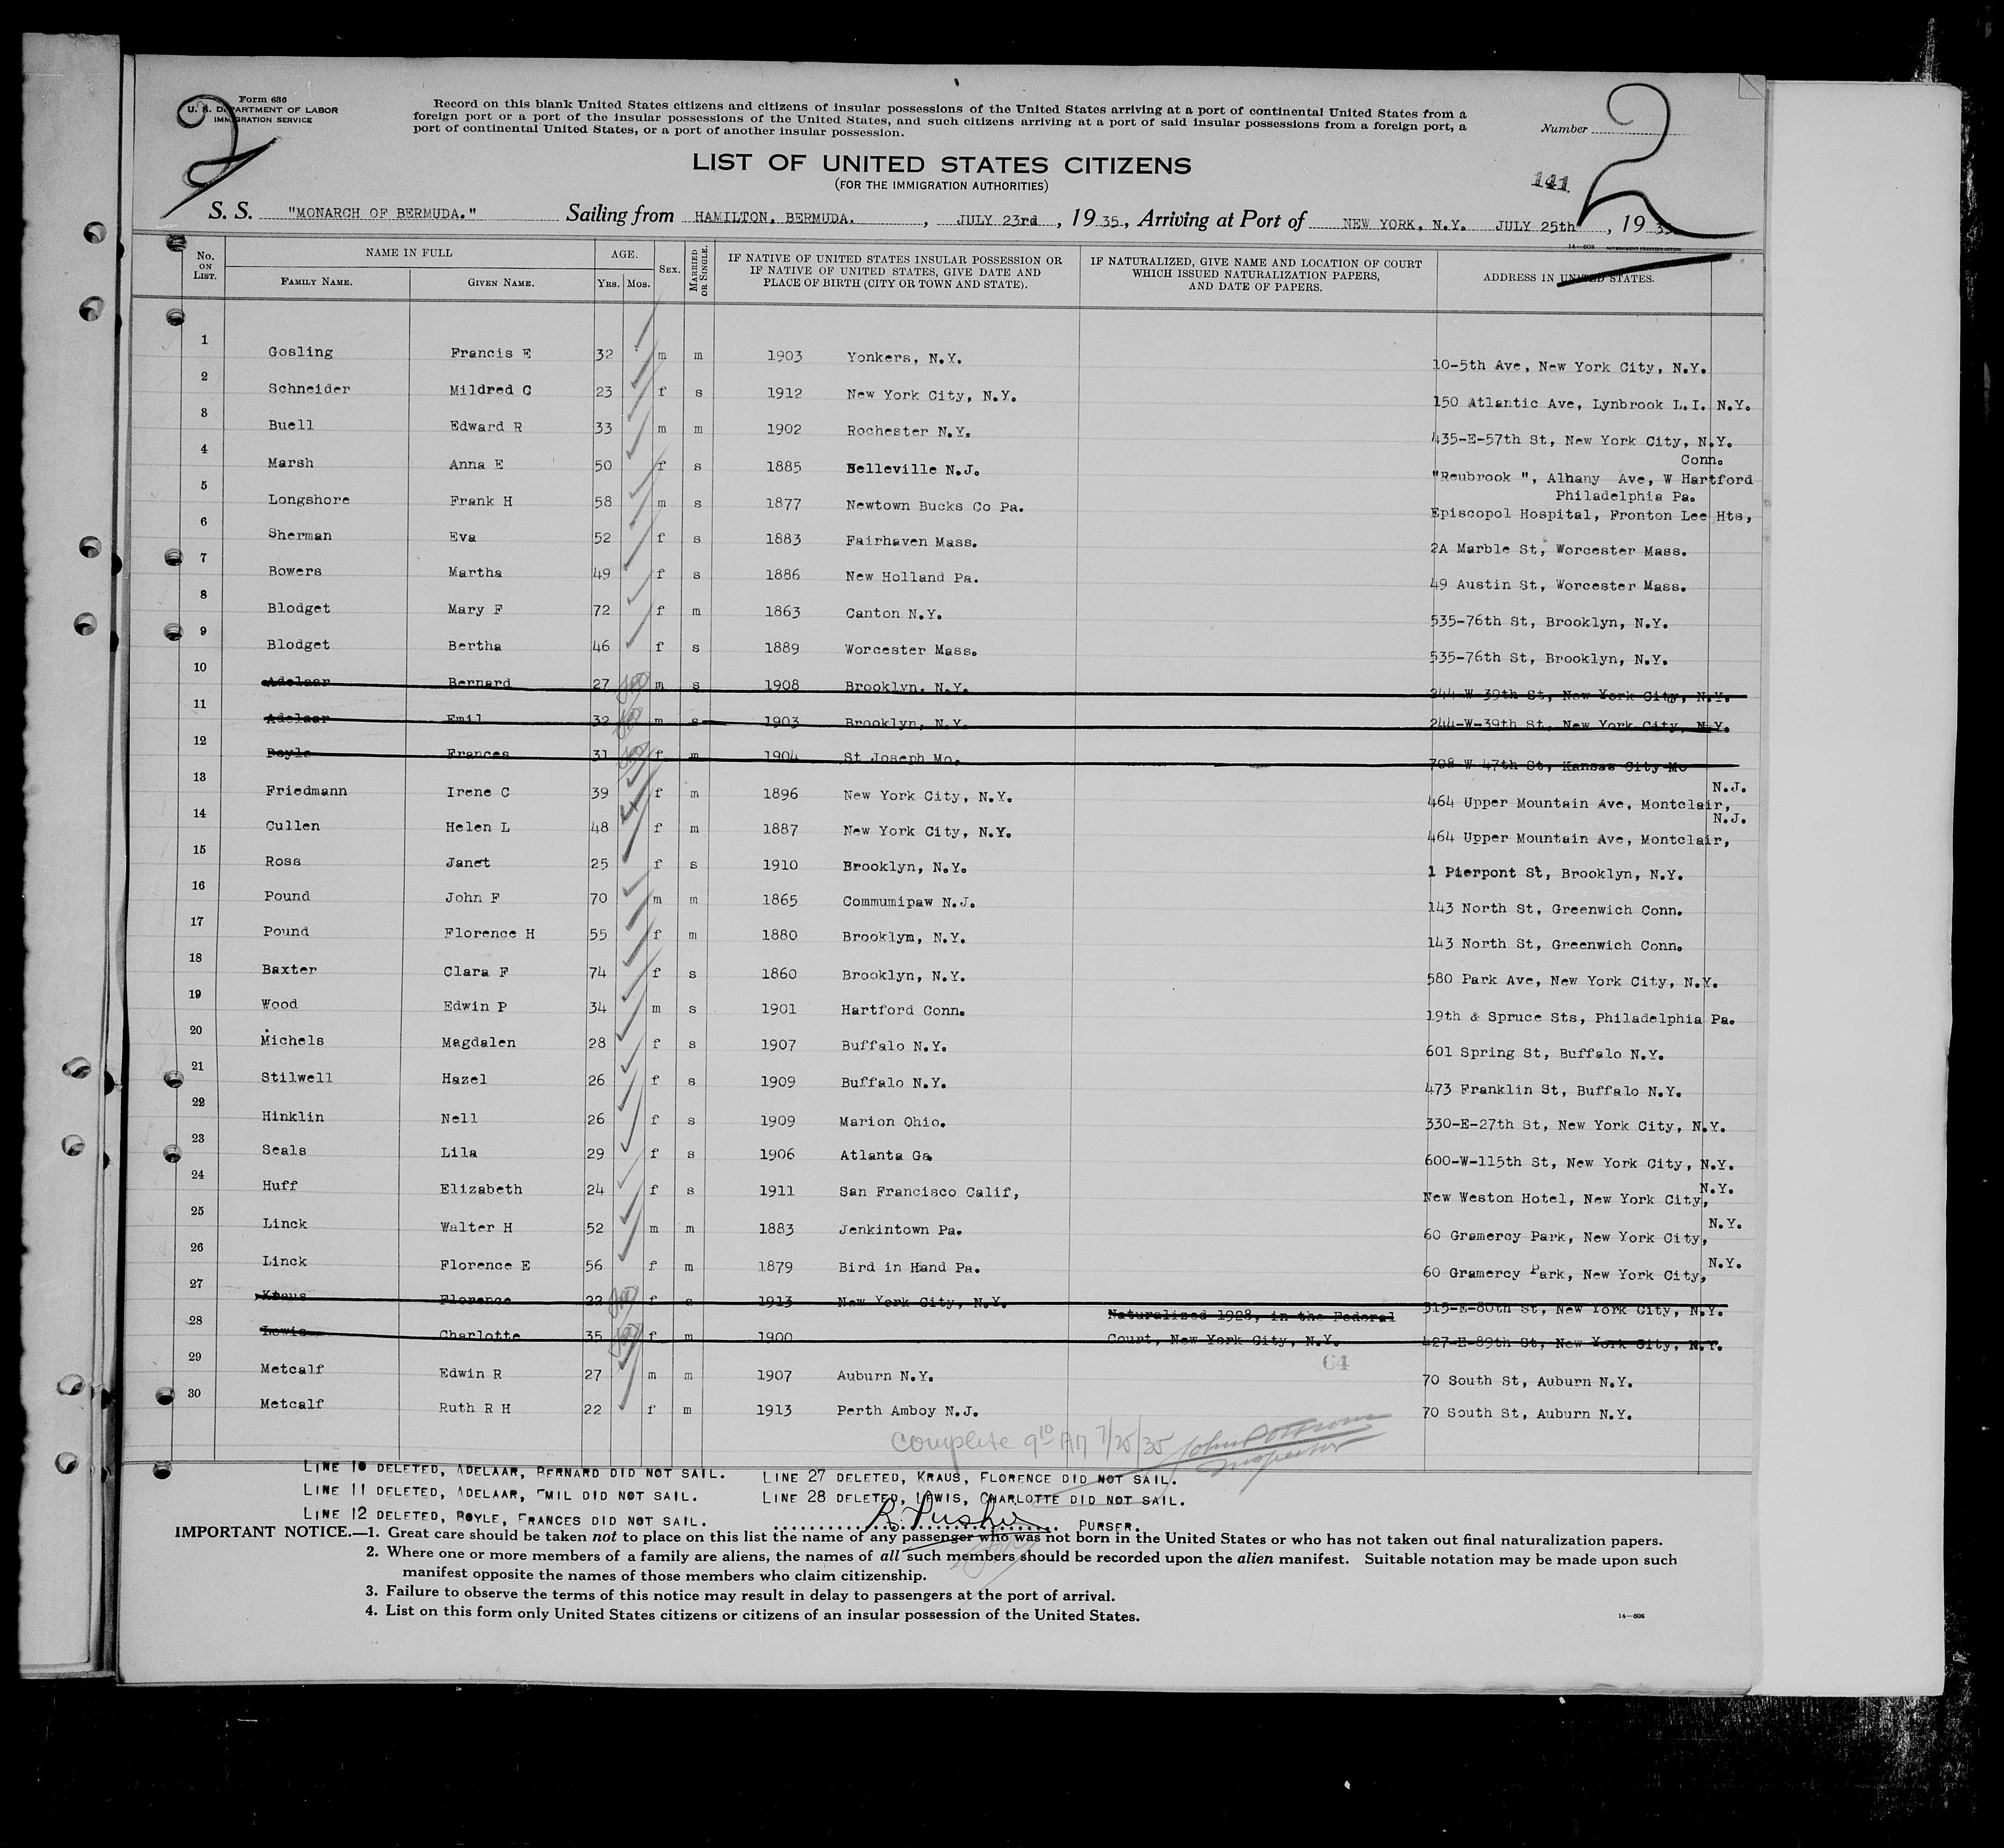 Form 636
U. S. DEPARTMENT OF LABOR
IMMIGRATION SERVICE
Record on this blank United States citizens and citizens of insular possessions of the United States arriving at a port of continental United States from a
foreign port or a port of the insular possessions of the United States, and such citizens arriving at a port of said insular possessions from a foreign port, a
port of continental United States, or a port of another insular possession.
Number
2
2
LIST OF UNITED STATES CITIZENS
(FOR THE IMMIGRATION AUTHORITIES)
141
S. S. "MONARCH OF BERMUDA." Sailing from HAMILTON, BERMUDA. , JULY 23rd , 19 35, Arriving at Port of NEW YORK, N.Y. JULY 25th , 19 35
14—608 GOVERNMENT PRINTING OFFICE
No. ON LIST. NAME IN FULL FAMILY NAME. GIVEN NAME. AGE. YRS. MOS. SEX. MARRIED OR SINGLE. IF NATIVE OF UNITED STATES INSULAR POSSESSION OR IF NATIVE OF UNITED STATES, GIVE DATE AND PLACE OF BIRTH (CITY OR TOWN AND STATE). IF NATURALIZED, GIVE NAME AND LOCATION OF COURT WHICH ISSUED NATURALIZATION PAPERS, AND DATE OF PAPERS. ADDRESS IN UNITED STATES.
1 Gosling Francis E 32 m m 1903 Yonkers, N.Y. 10-5th Ave, New York City, N.Y.
2 Schneider Mildred C 23 f s 1912 New York City, N.Y. 150 Atlantic Ave, Lynbrook L.I. N.Y.
3 Buell Edward R 33 m m 1902 Rochester N.Y. 435-E-57th St, New York City, N.Y.
4 Marsh Anna E 50 f s 1885 Belleville N.J. "Reubrook ", Albany Ave, W Hartford Conn.
5 Longshore Frank H 58 m s 1877 Newtown Bucks Co Pa. Episcopol Hospital, Fronton Lee Hts, Philadelphia Pa.
6 Sherman Eva 52 f s 1883 Fairhaven Mass. 2A Marble St, Worcester Mass.
7 Bowers Martha 49 f s 1886 New Holland Pa. 49 Austin St, Worcester Mass.
8 Blodget Mary F 72 f m 1863 Canton N.Y. 535-76th St, Brooklyn, N.Y.
9 Blodget Bertha 46 f s 1889 Worcester Mass. 535-76th St, Brooklyn, N.Y.
10 Adelaar Bernard 27 m s 1908 Brooklyn, N.Y. 244-W-39th St, New York City, N.Y.
11 Adelaar Emil 32 m s 1903 Brooklyn, N.Y. 244-W-39th St, New York City, N.Y.
12 Boyle Frances 31 f m 1904 St Joseph Mo. 708 W 47th St, Kansas City Mo
13 Friedmann Irene C 39 f m 1896 New York City, N.Y. 464 Upper Mountain Ave, Montclair, N.J.
14 Cullen Helen L 48 f m 1887 New York City, N.Y. 464 Upper Mountain Ave, Montclair, N.J.
15 Ross Janet 25 f s 1910 Brooklyn, N.Y. 1 Pierpont St, Brooklyn, N.Y.
16 Pound John F 70 m m 1865 Commumipaw N.J. 143 North St, Greenwich Conn.
17 Pound Florence H 55 f m 1880 Brooklym, N.Y. 143 North St, Greenwich Conn.
18 Baxter Clara F 74 f s 1860 Brooklyn, N.Y. 580 Park Ave, New York City, N.Y.
19 Wood Edwin P 34 m s 1901 Hartford Conn. 19th & Spruce Sts, Philadelphia Pa.
20 Michels Magdalen 28 f s 1907 Buffalo N.Y. 601 Spring St, Buffalo N.Y.
21 Stilwell Hazel 26 f s 1909 Buffalo N.Y. 473 Franklin St, Buffalo N.Y.
22 Hinklin Nell 26 f s 1909 Marion Ohio. 330-E-27th St, New York City, N.Y.
23 Seals Lila 29 f s 1906 Atlanta Ga 600-W-115th St, New York City, N.Y.
24 Huff Elizabeth 24 f s 1911 San Francisco Calif, New Weston Hotel, New York City, N.Y.
25 Linck Walter H 52 m m 1883 Jenkintown Pa. 60 Gramercy Park, New York City, N.Y.
26 Linck Florence E 56 f m 1879 Bird in Hand Pa. 60 Gramercy Park, New York City, N.Y.
27 Kraus Florence 22 f s 1913 New York City, N.Y. 515-E-80th St, New York City, N.Y.
28 Lewis Charlotte 35 f m 1900 Naturalized 1928, in the Federal Court, New York City, N.Y. 427-E-89th St, New York City, N.Y.
64
29 Metcalf Edwin R 27 m m 1907 Auburn N.Y. 70 South St, Auburn N.Y.
30 Metcalf Ruth R H 22 f m 1913 Perth Amboy N.J. 70 South St, Auburn N.Y.
Complete 9 10 AM 7/25/35 Inspector
LINE 10 DELETED, ADELAAR, BERNARD DID NOT SAIL. LINE 27 DELETED, KRAUS, FLORENCE DID NOT SAIL.
LINE 11 DELETED, ADELAAR, EMIL DID NOT SAIL. LINE 28 DELETED, LEWIS, CHARLOTTE DID NOT SAIL.
LINE 12 DELETED, BOYLE, FRANCES DID NOT SAIL. PURSER.
IMPORTANT NOTICE.—1. Great care should be taken not to place on this list the name of any passenger who was not born in the United States or who has not taken out final naturalization papers.
2. Where one or more members of a family are aliens, the names of all such members should be recorded upon the alien manifest. Suitable notation may be made upon such
manifest opposite the names of those members who claim citizenship.
3. Failure to observe the terms of this notice may result in delay to passengers at the port of arrival.
4. List on this form only United States citizens or citizens of an insular possession of the United States.
14—608